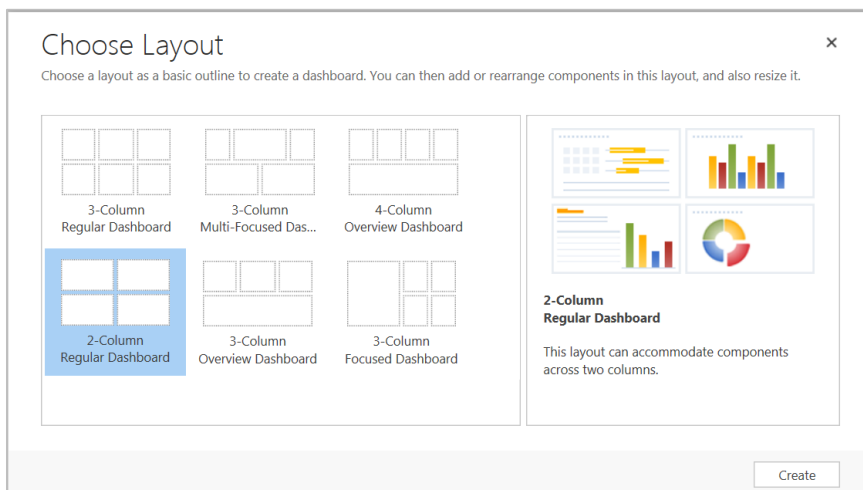 Choose Layout
Choose a layout as a basic outline to create a dashboard. You can then add or rearrange components in this layout, and also resize it.
3-Column
Regular Dashboard
3-Column
Multi-Focused Das...
4-Column
Overview Dashboard
2-Column
Regular Dashboard
3-Column
Overview Dashboard
3-Column
Focused Dashboard
2-Column
Regular Dashboard
This layout can accommodate components
across two columns.
Create